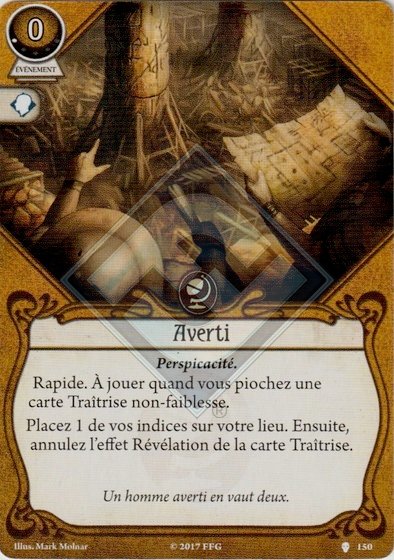 0
ÉVÉNEMENT
Averti
Perspicacité.
Rapide. À jouer quand vous piochez une
carte Traîtrise non-faiblesse.
®
Placez 1 de vos indices sur votre lieu. Ensuite,
annulez l'effet Révélation de la carte Traîtrise.
Un homme averti en vaut deux.
Illus. Mark Molnar
© 2017 FFG
150